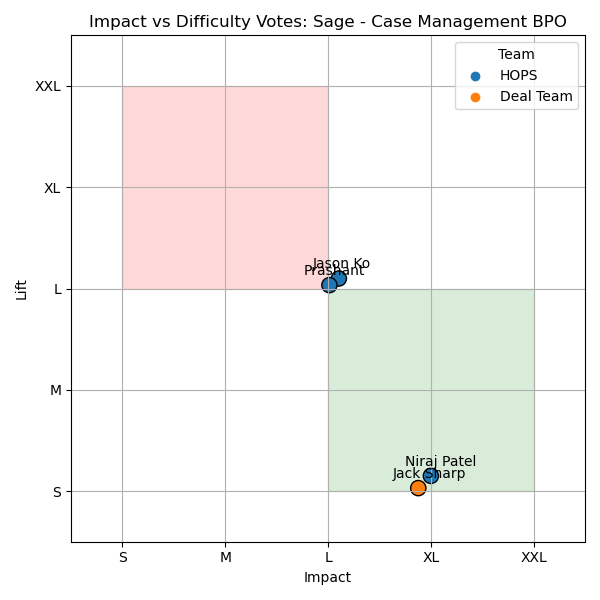 Impact vs Difficulty Votes: Sage - Case Management BPO
Team
HOPS
Deal Team
XXL
XL
L
M
S
Lift
Jason Ko
Prashant
Niraj Patel
Jack Sharp
S
M
L
XL
XXL
Impact